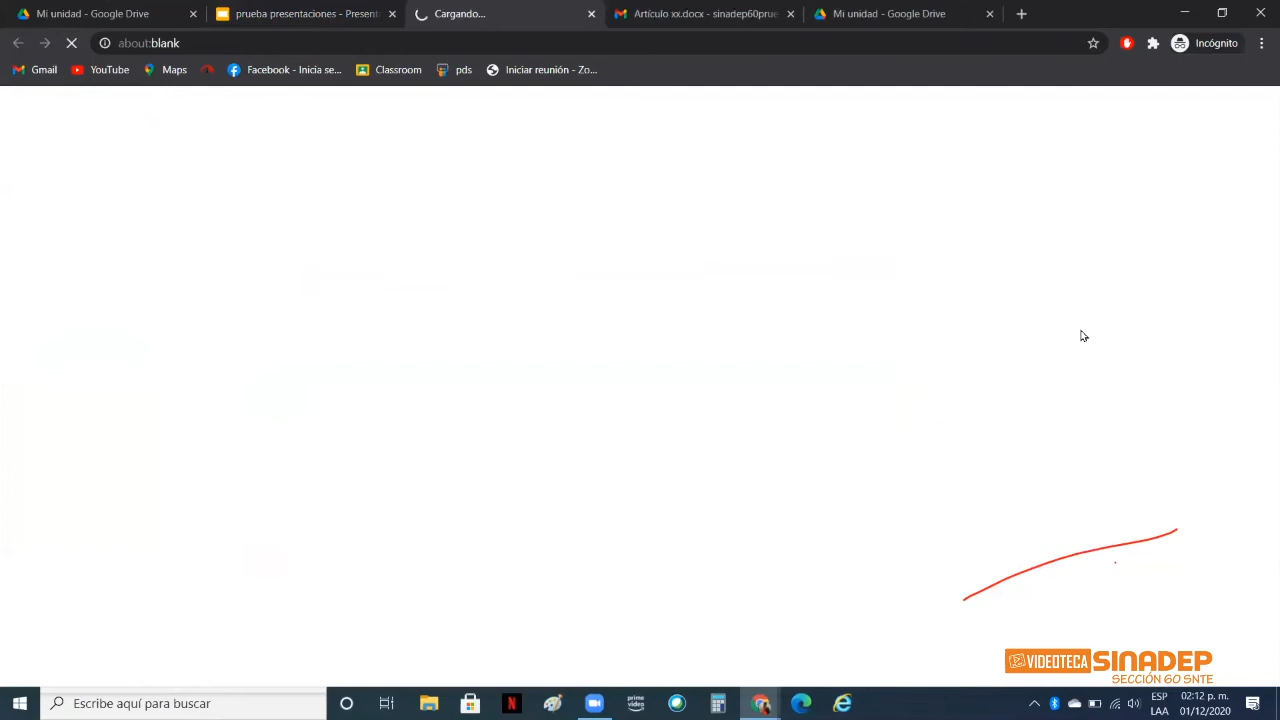 Mi unidad - Google Drive
prueba presentaciones - Present
Cargando...
Artículo xx.docx - sinadep60prue
Mi unidad - Google Drive
about:blank
Incógnito
Gmail
YouTube
Maps
Facebook - Inicia se...
Classroom
pds
Iniciar reunión - Zo...
VIDEOTECA SINADEP
SECCIÓN 60 SNTE
Escribe aquí para buscar
prime video
ESP
LAA
02:12 p. m.
01/12/2020